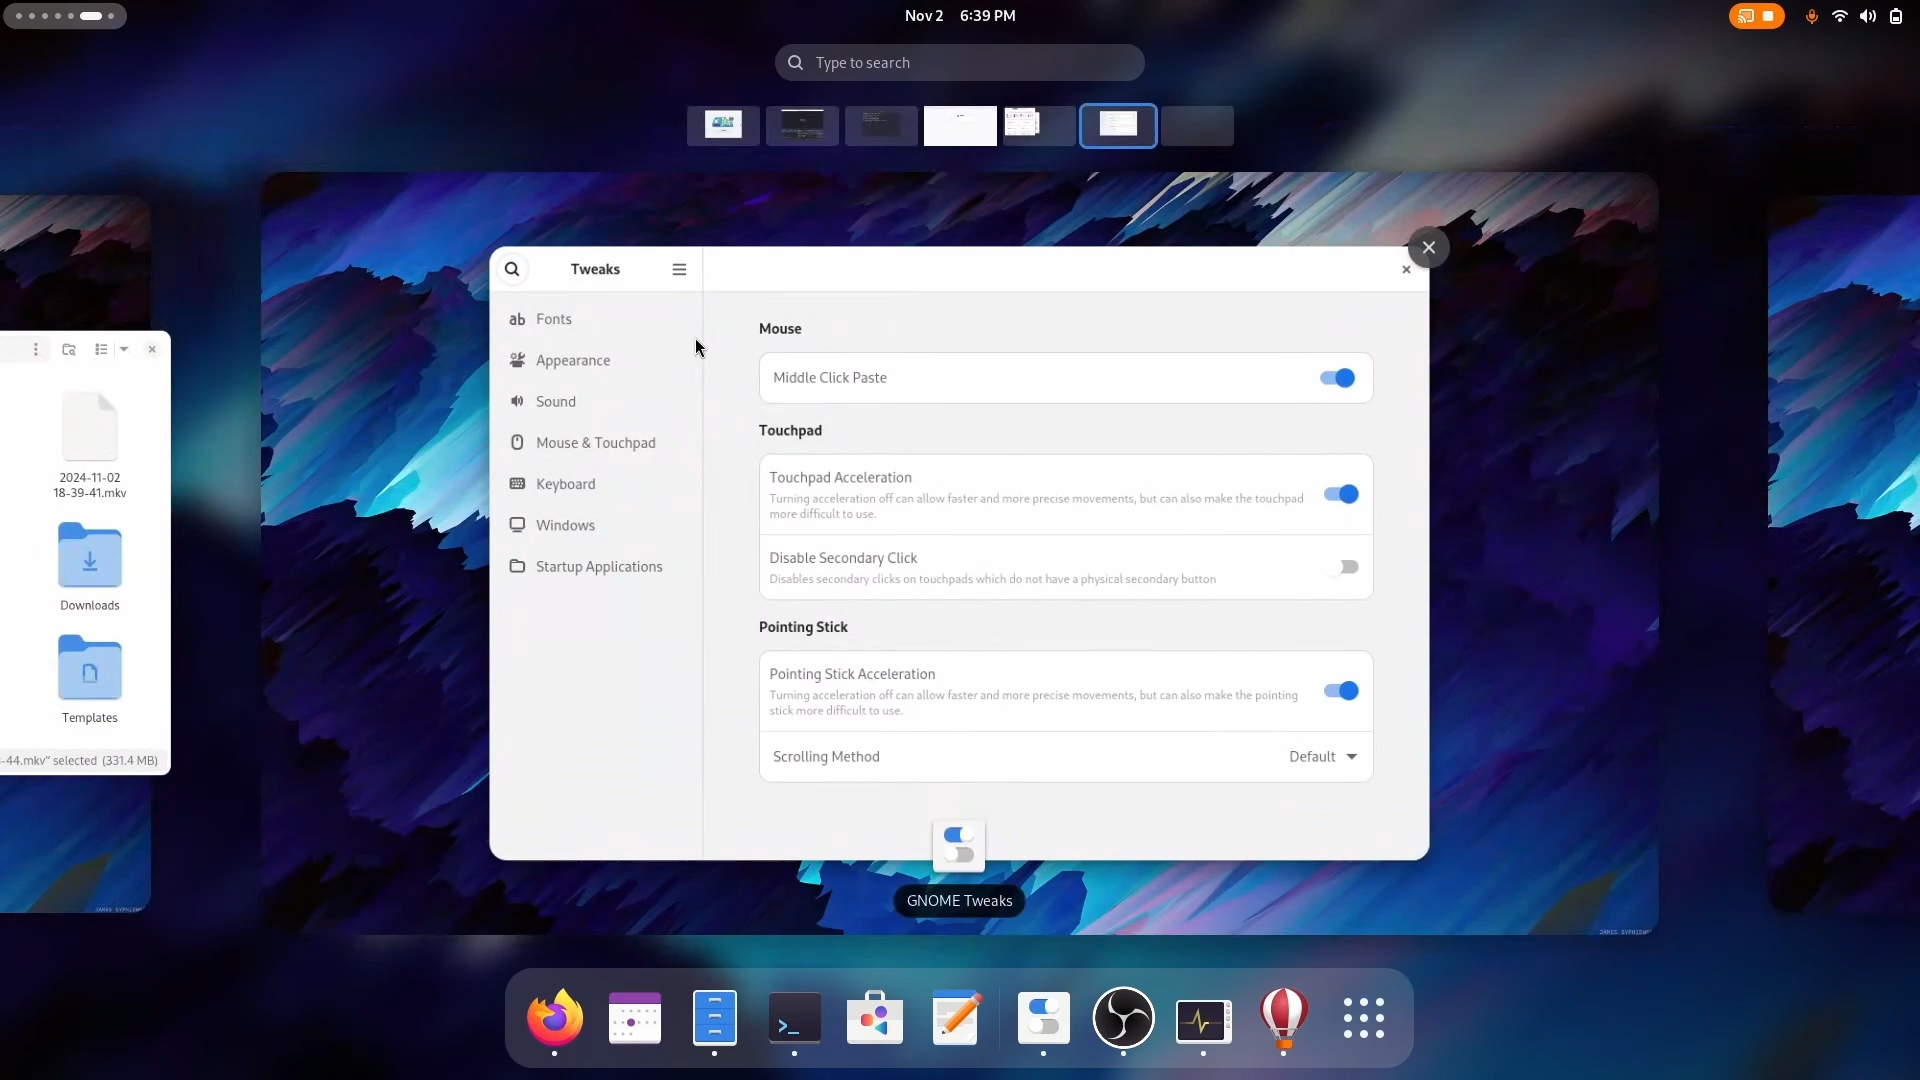 Nov 2 6:39 PM
Type to search
Tweaks
ab Fonts
Appearance
Sound
Mouse & Touchpad
Keyboard
Windows
Startup Applications
Mouse
Middle Click Paste
Touchpad
Touchpad Acceleration
Turning acceleration off can allow faster and more precise movements, but can also make the touchpad
more difficult to use.
Disable Secondary Click
Disables secondary clicks on touchpads which do not have a physical secondary button
Pointing Stick
Pointing Stick Acceleration
Turning acceleration off can allow faster and more precise movements, but can also make the pointing
stick more difficult to use.
Scrolling Method Default
GNOME Tweaks
2024-11-02
18-39-41.mkv
Downloads
Templates
-44.mkv" selected (331.4 MB)